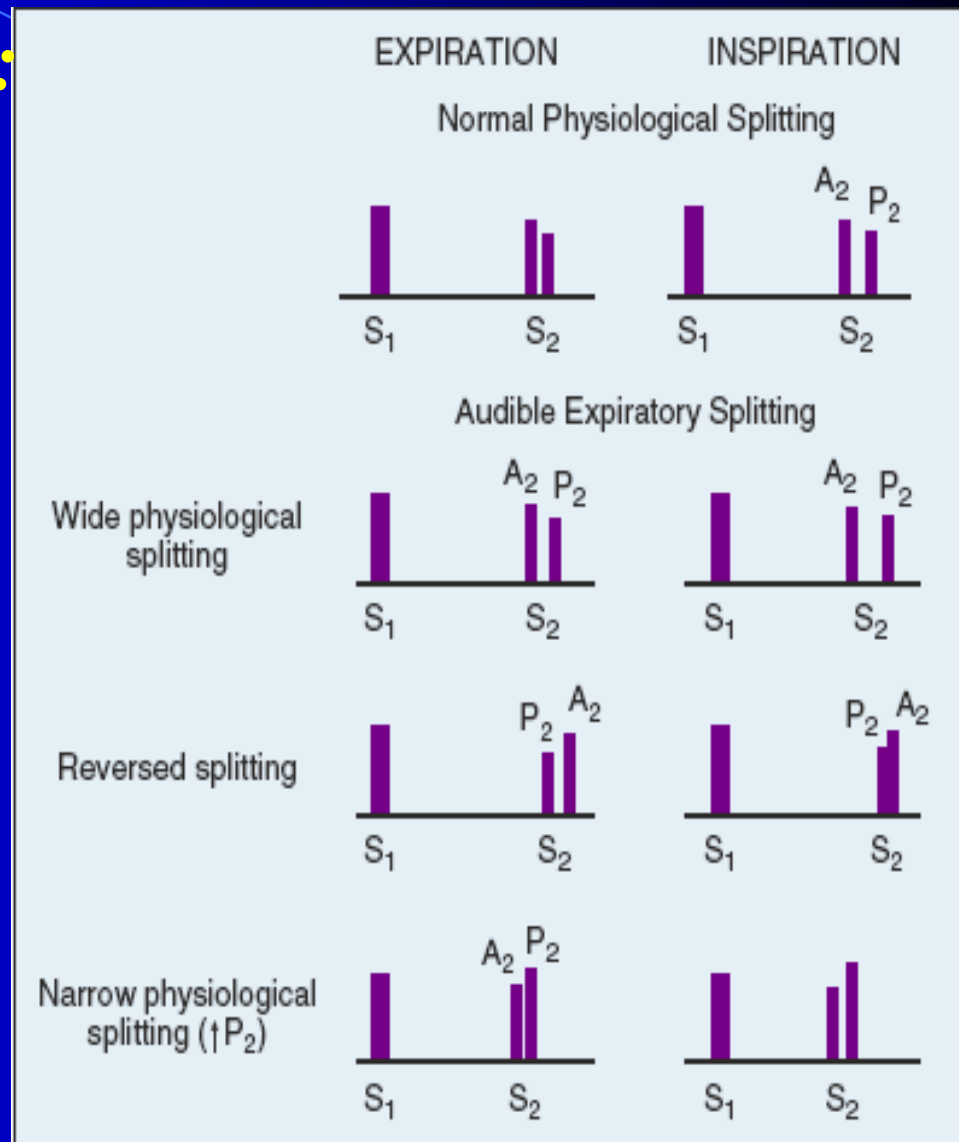 EXPIRATION INSPIRATION
Normal Physiological Splitting
A₂ P₂
S₁ S₂ S₁ S₂
Audible Expiratory Splitting
Wide physiological
splitting
A₂ P₂ A₂ P₂
S₁ S₂ S₁ S₂
Reversed splitting
P₂ A₂ P₂ A₂
S₁ S₂ S₁ S₂
Narrow physiological
splitting (↑P₂)
A₂ P₂
S₁ S₂ S₁ S₂